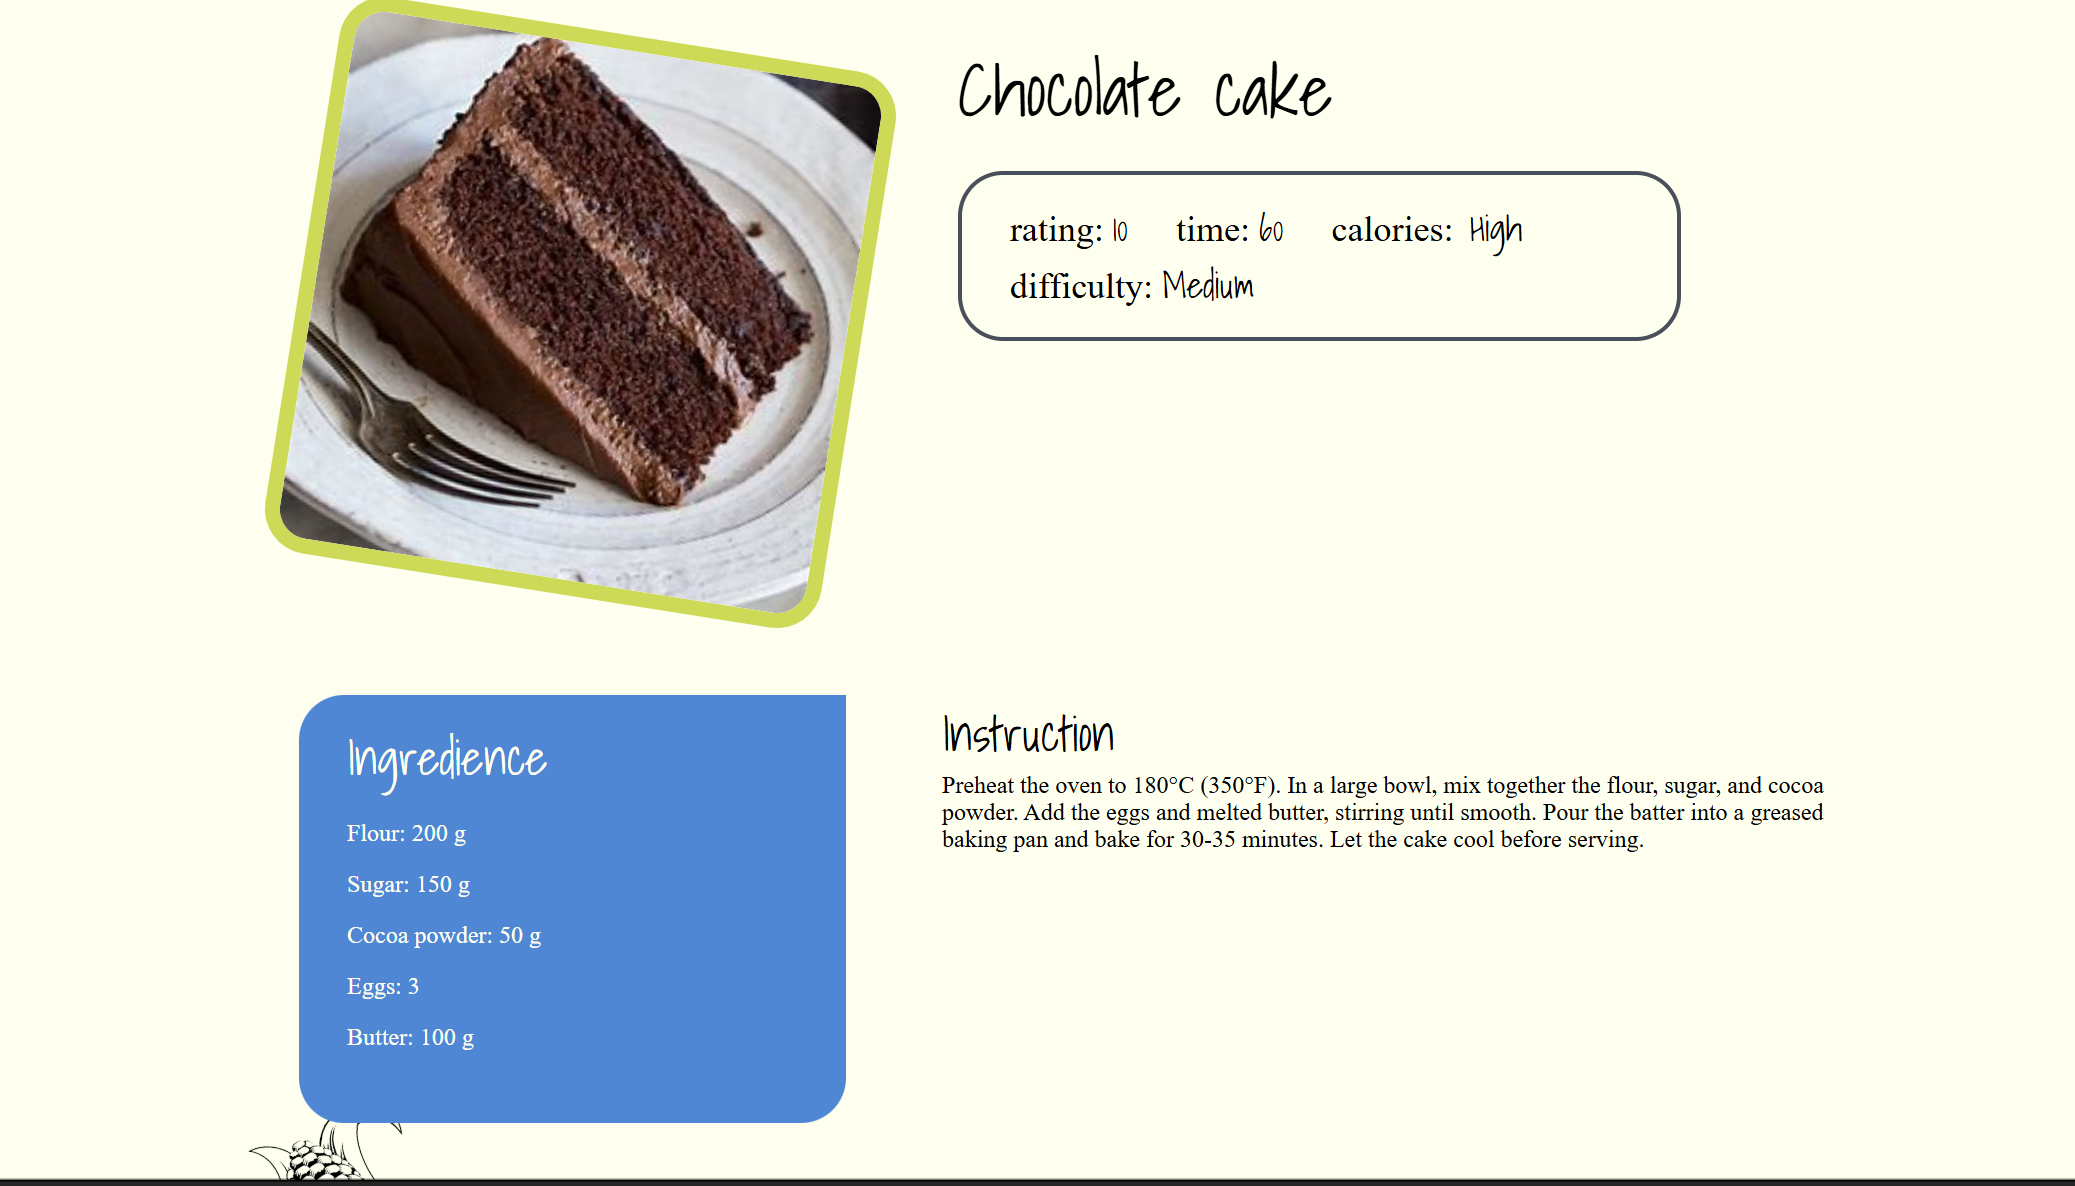 Chocolate cake
rating: 10 time: 60 calories: High
difficulty: Medium
Ingredience
Flour: 200 g
Sugar: 150 g
Cocoa powder: 50 g
Eggs: 3
Butter: 100 g
Instruction
Preheat the oven to 180°C (350°F). In a large bowl, mix together the flour, sugar, and cocoa
powder. Add the eggs and melted butter, stirring until smooth. Pour the batter into a greased
baking pan and bake for 30-35 minutes. Let the cake cool before serving.